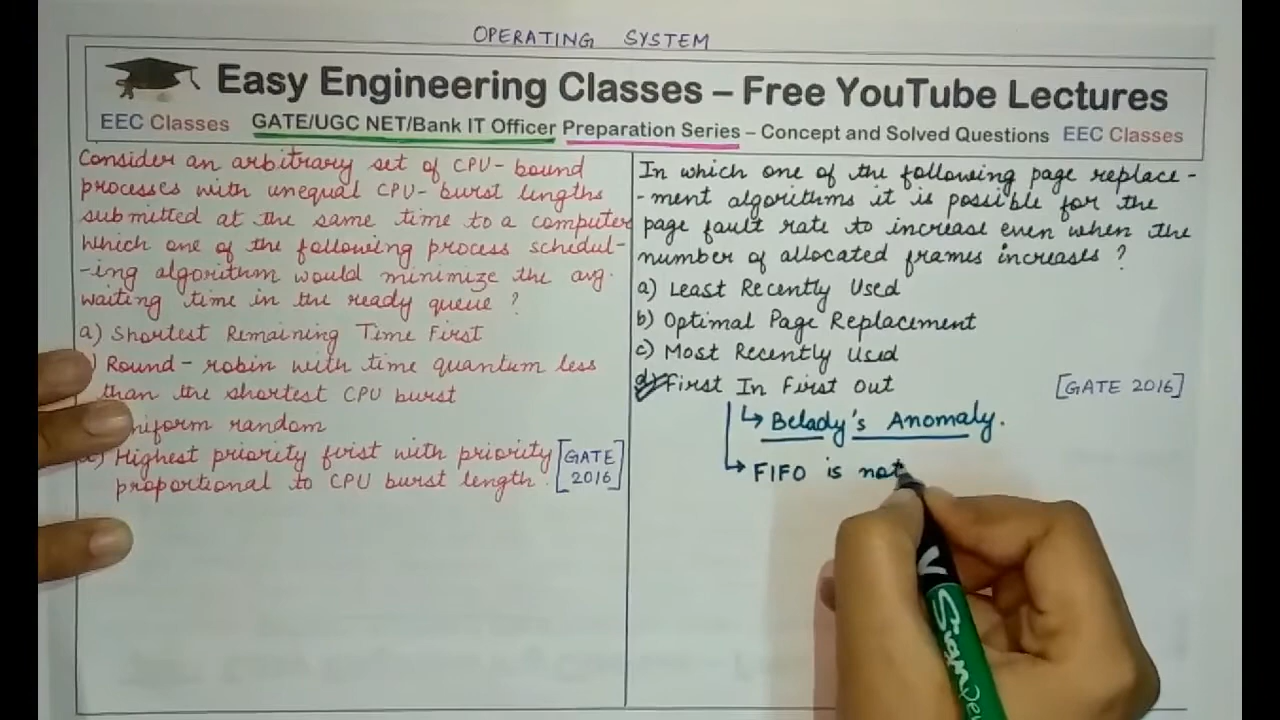 OPERATING SYSTEM
Easy Engineering Classes – Free YouTube Lectures
EEC Classes GATE/UGC NET/Bank IT Officer Preparation Series – Concept and Solved Questions EEC Classes
Consider an arbitrary set of CPU-bound
processes with unequal CPU-burst lengths
submitted at the same time to a computer
Which one of the following process schedul-
-ing algorithm would minimize the avg.
waiting time in the ready queue ?
a) Shortest Remaining Time First
) Round-robin with time quantum less
than the shortest CPU burst
niform random
) Highest priority first with priority
proportional to CPU burst length.
[GATE
2016]
In which one of the following page replace-
-ment algorithms it is possible for the
page fault rate to increase even when the
number of allocated frames increases ?
a) Least Recently Used
b) Optimal Page Replacement
c) Most Recently Used
d) First In First Out [GATE 2016]
↳ Belady's Anomaly.
↳ FIFO is not
V
Sign Pen